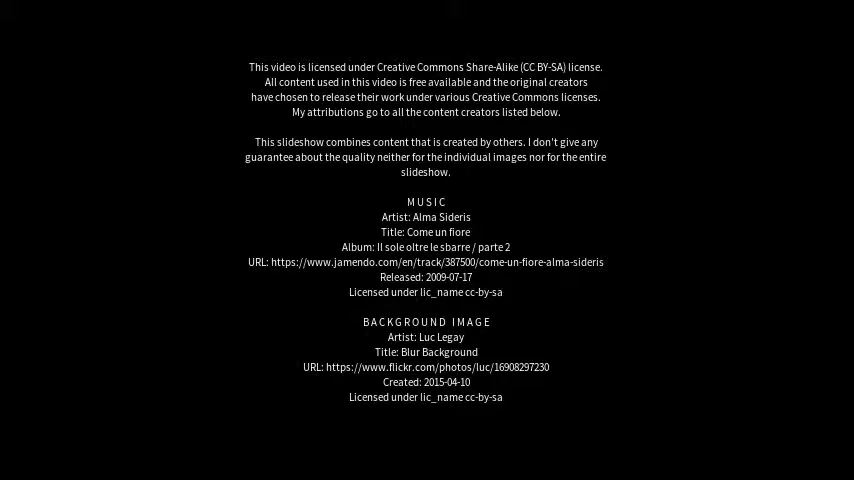 This video is licensed under Creative Commons Share-Alike (CC BY-SA) license.
All content used in this video is free available and the original creators
have chosen to release their work under various Creative Commons licenses.
My attributions go to all the content creators listed below.
This slideshow combines content that is created by others. I don't give any
guarantee about the quality neither for the individual images nor for the entire
slideshow.
MUSIC
Artist: Alma Sideris
Title: Come un fiore
Album: Il sole oltre le sbarre / parte 2
URL: https://www.jamendo.com/en/track/387500/come-un-fiore-alma-sideris
Released: 2009-07-17
Licensed under lic_name cc-by-sa
BACKGROUND IMAGE
Artist: Luc Legay
Title: Blur Background
URL: https://www.flickr.com/photos/luc/16908297230
Created: 2015-04-10
Licensed under lic_name cc-by-sa